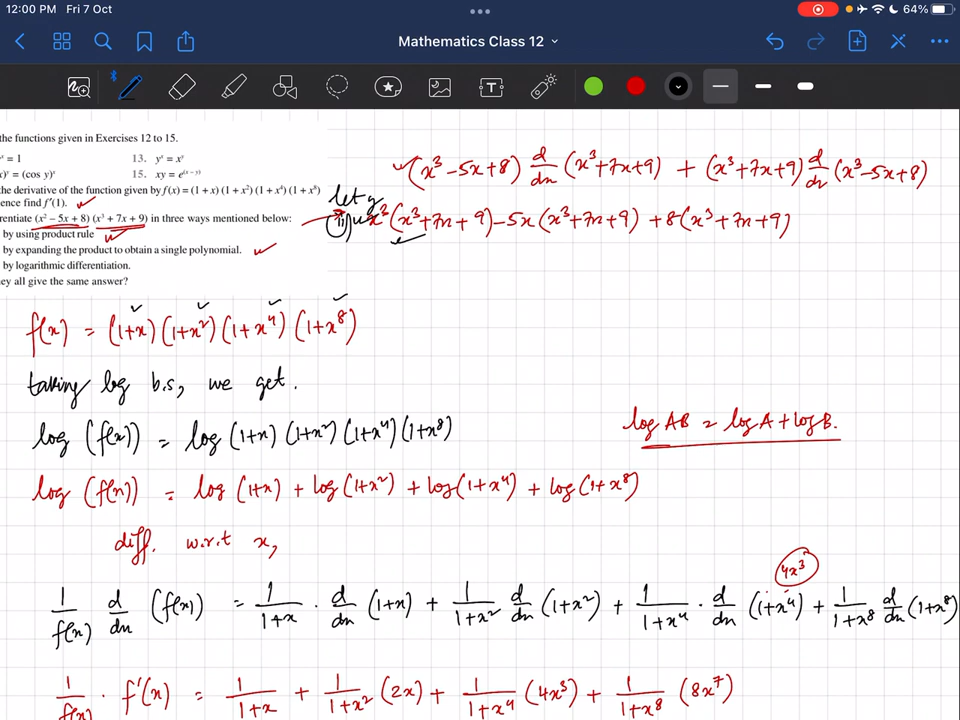 12:00 PM Fri 7 Oct 64%
Mathematics Class 12
the functions given in Exercises 12 to 15.
yˣ = 1 13. yˣ = xʸ
x)ʸ = (cos y)ˣ 15. xy = e⁽ˣ⁻ʸ⁾
the derivative of the function given by f(x) = (1 + x) (1 + x²) (1 + x⁴) (1 + x⁸)
ence find f′(1).
rentiate (x² – 5x + 8) (x³ + 7x + 9) in three ways mentioned below:
by using product rule
by expanding the product to obtain a single polynomial.
by logarithmic differentiation.
hey all give the same answer?
(x³ -5x+8) d/dx (x³+7x+9) + (x³+7x+9) d/dx (x³-5x+8)
let y
(ii) x³(x³+7x+9) -5x(x³+7x+9) +8(x³+7x+9)
f(x) = (1+x) (1+x²) (1+x⁴) (1+x⁸)
taking log b.s, we get.
log (f(x)) = log (1+x) (1+x²) (1+x⁴) (1+x⁸)
log AB = log A + log B.
log (f(x)) = log (1+x) + log (1+x²) + log (1+x⁴) + log (1+x⁸)
diff. w.r.t x,
4x³
1/f(x) d/dx (f(x)) = 1/1+x . d/dx (1+x) + 1/1+x² d/dx (1+x²) + 1/1+x⁴ . d/dx (1+x⁴) + 1/1+x⁸ d/dx (1+x⁸)
1/f(x) . f'(x) = 1/1+x + 1/1+x² (2x) + 1/1+x⁴ (4x³) + 1/1+x⁸ (8x⁷)